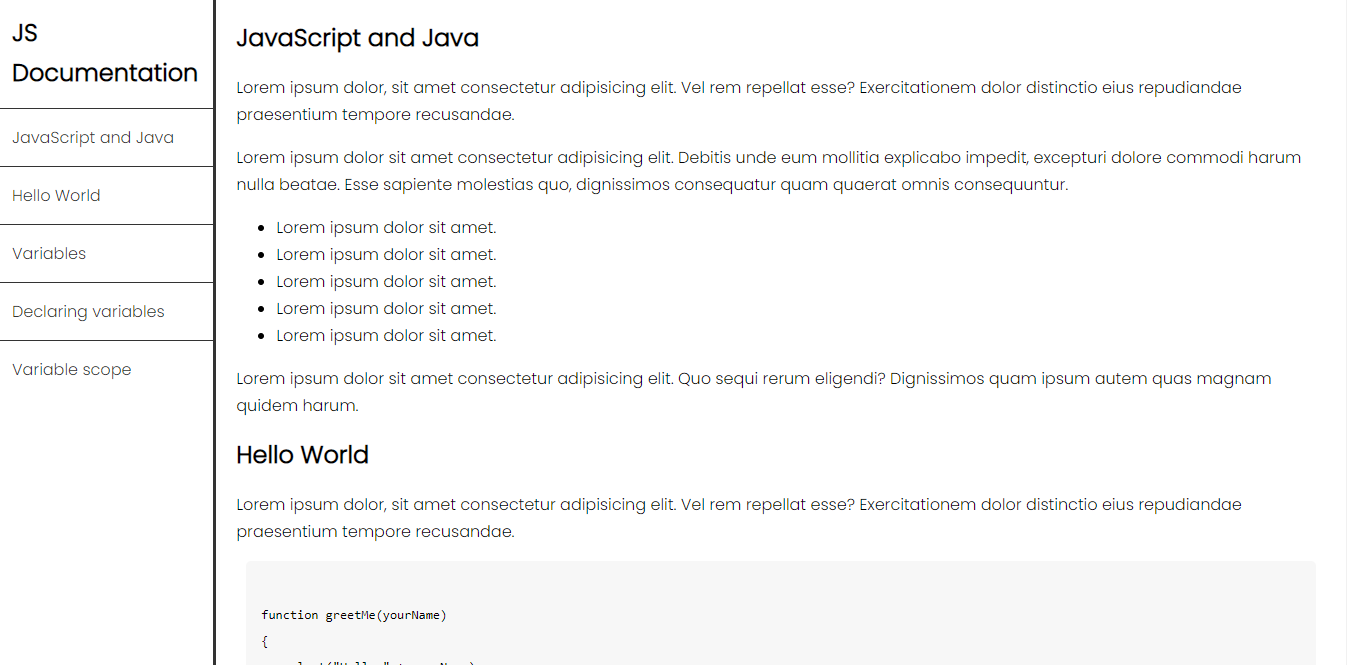 JS
Documentation
JavaScript and Java
Hello World
Variables
Declaring variables
Variable scope
JavaScript and Java
Lorem ipsum dolor, sit amet consectetur adipisicing elit. Vel rem repellat esse? Exercitationem dolor distinctio eius repudiandae
praesentium tempore recusandae.
Lorem ipsum dolor sit amet consectetur adipisicing elit. Debitis unde eum mollitia explicabo impedit, excepturi dolore commodi harum
nulla beatae. Esse sapiente molestias quo, dignissimos consequatur quam quaerat omnis consequuntur.
Lorem ipsum dolor sit amet.
Lorem ipsum dolor sit amet.
Lorem ipsum dolor sit amet.
Lorem ipsum dolor sit amet.
Lorem ipsum dolor sit amet.
Lorem ipsum dolor sit amet consectetur adipisicing elit. Quo sequi rerum eligendi? Dignissimos quam ipsum autem quas magnam
quidem harum.
Hello World
Lorem ipsum dolor, sit amet consectetur adipisicing elit. Vel rem repellat esse? Exercitationem dolor distinctio eius repudiandae
praesentium tempore recusandae.
function greetMe(yourName)
{